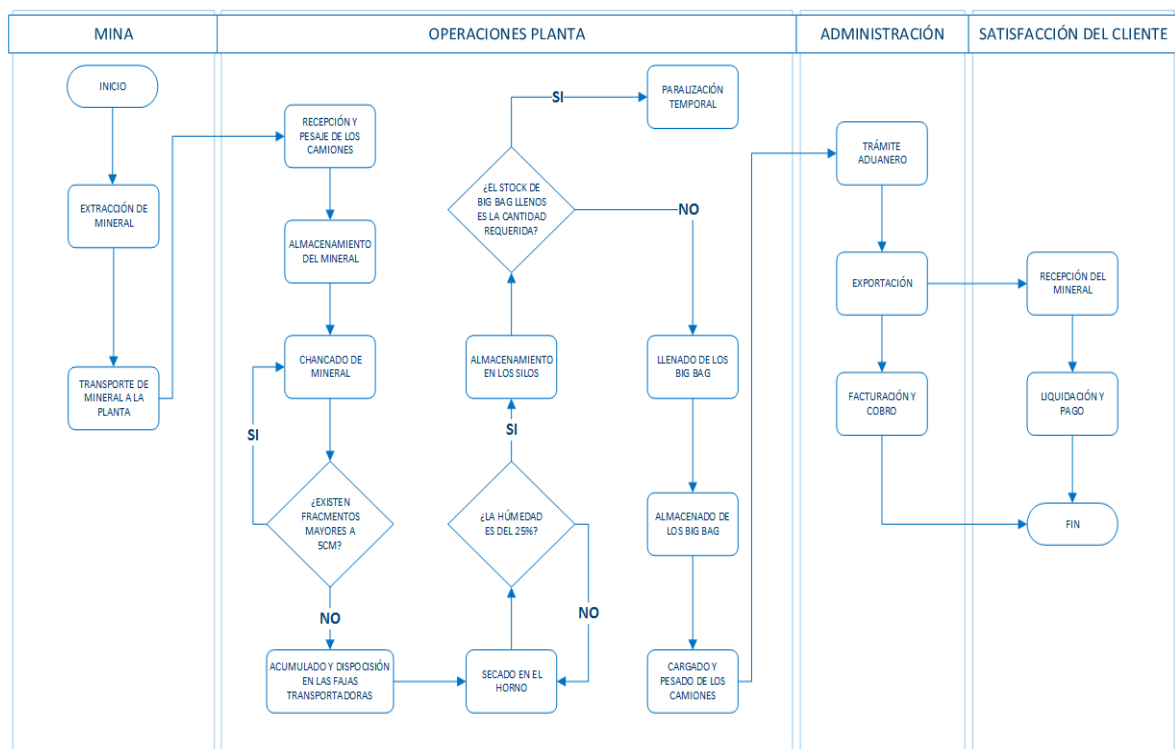 MINA
OPERACIONES PLANTA
ADMINISTRACIÓN
SATISFACCIÓN DEL CLIENTE
INICIO
EXTRACCIÓN DE
MINERAL
TRANSPORTE DE
MINERAL A LA
PLANTA
RECEPCIÓN Y
PESAJE DE LOS
CAMIONES
ALMACENAMIENTO
DEL MINERAL
CHANCADO DE
MINERAL
SI
¿EXISTEN
FRACMENTOS
MAYORES A
5CM?
NO
ACUMULADO Y DISPOCISIÓN
EN LAS FAJAS
TRANSPORTADORAS
SECADO EN EL
HORNO
¿LA HÚMEDAD
ES DEL 25%?
NO
SI
ALMACENAMIENTO
EN LOS SILOS
¿EL STOCK DE
BIG BAG LLENOS
ES LA CANTIDAD
REQUERIDA?
SI
PARALIZACIÓN
TEMPORAL
NO
LLENADO DE LOS
BIG BAG
ALMACENADO DE
LOS BIG BAG
CARGADO Y
PESADO DE LOS
CAMIONES
TRÁMITE
ADUANERO
EXPORTACIÓN
FACTURACIÓN Y
COBRO
RECEPCIÓN DEL
MINERAL
LIQUIDACIÓN Y
PAGO
FIN